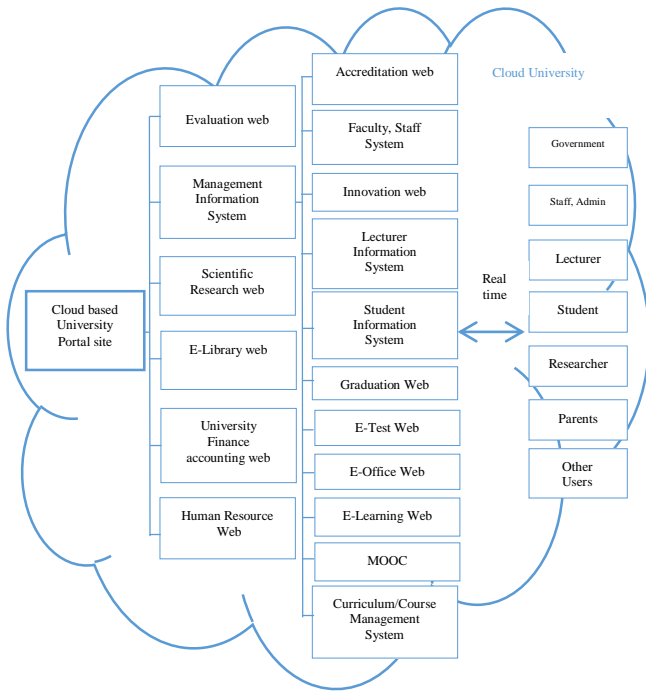 Cloud University
Cloud based
University
Portal site
Evaluation web
Management
Information
System
Scientific
Research web
E-Library web
University
Finance
accounting web
Human Resource
Web
Accreditation web
Faculty, Staff
System
Innovation web
Lecturer
Information
System
Student
Information
System
Graduation Web
E-Test Web
E-Office Web
E-Learning Web
MOOC
Curriculum/Course
Management
System
Real
time
Government
Staff, Admin
Lecturer
Student
Researcher
Parents
Other
Users